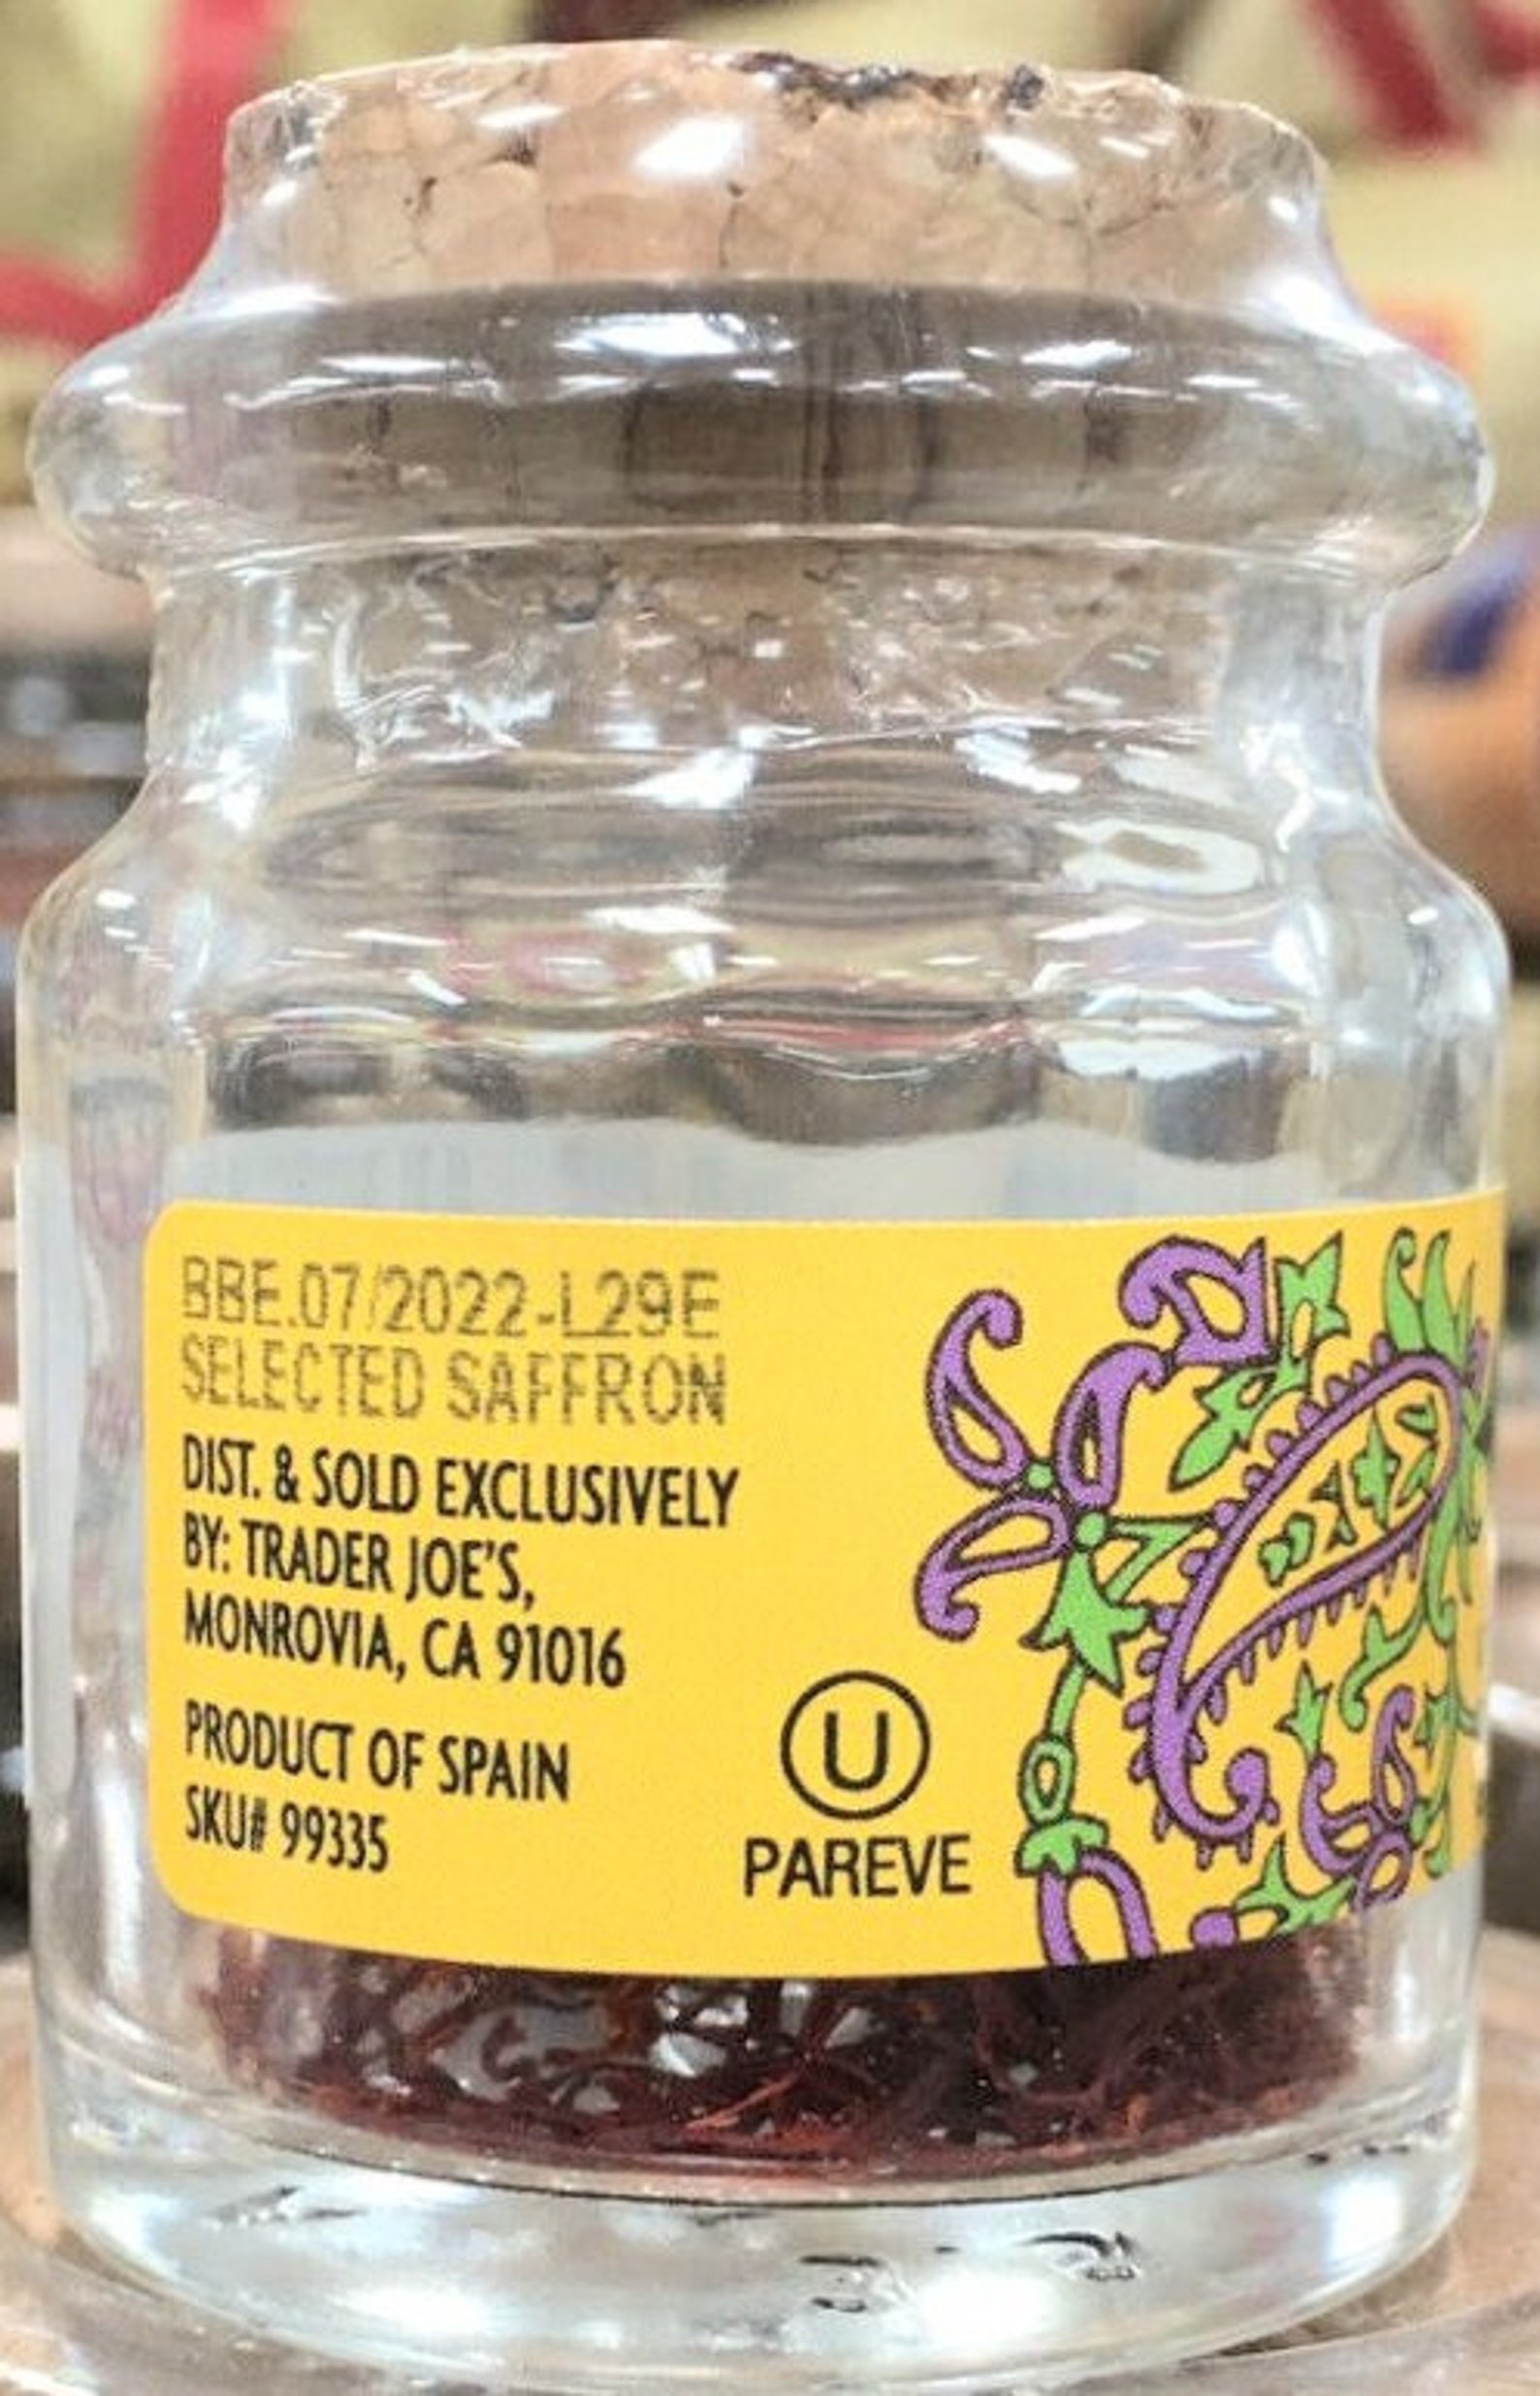 BBE.07/2022-L29E
SELECTED SAFFRON
DIST. & SOLD EXCLUSIVELY
BY: TRADER JOE'S,
MONROVIA, CA 91016
PRODUCT OF SPAIN
SKU# 99335
U
PAREVE